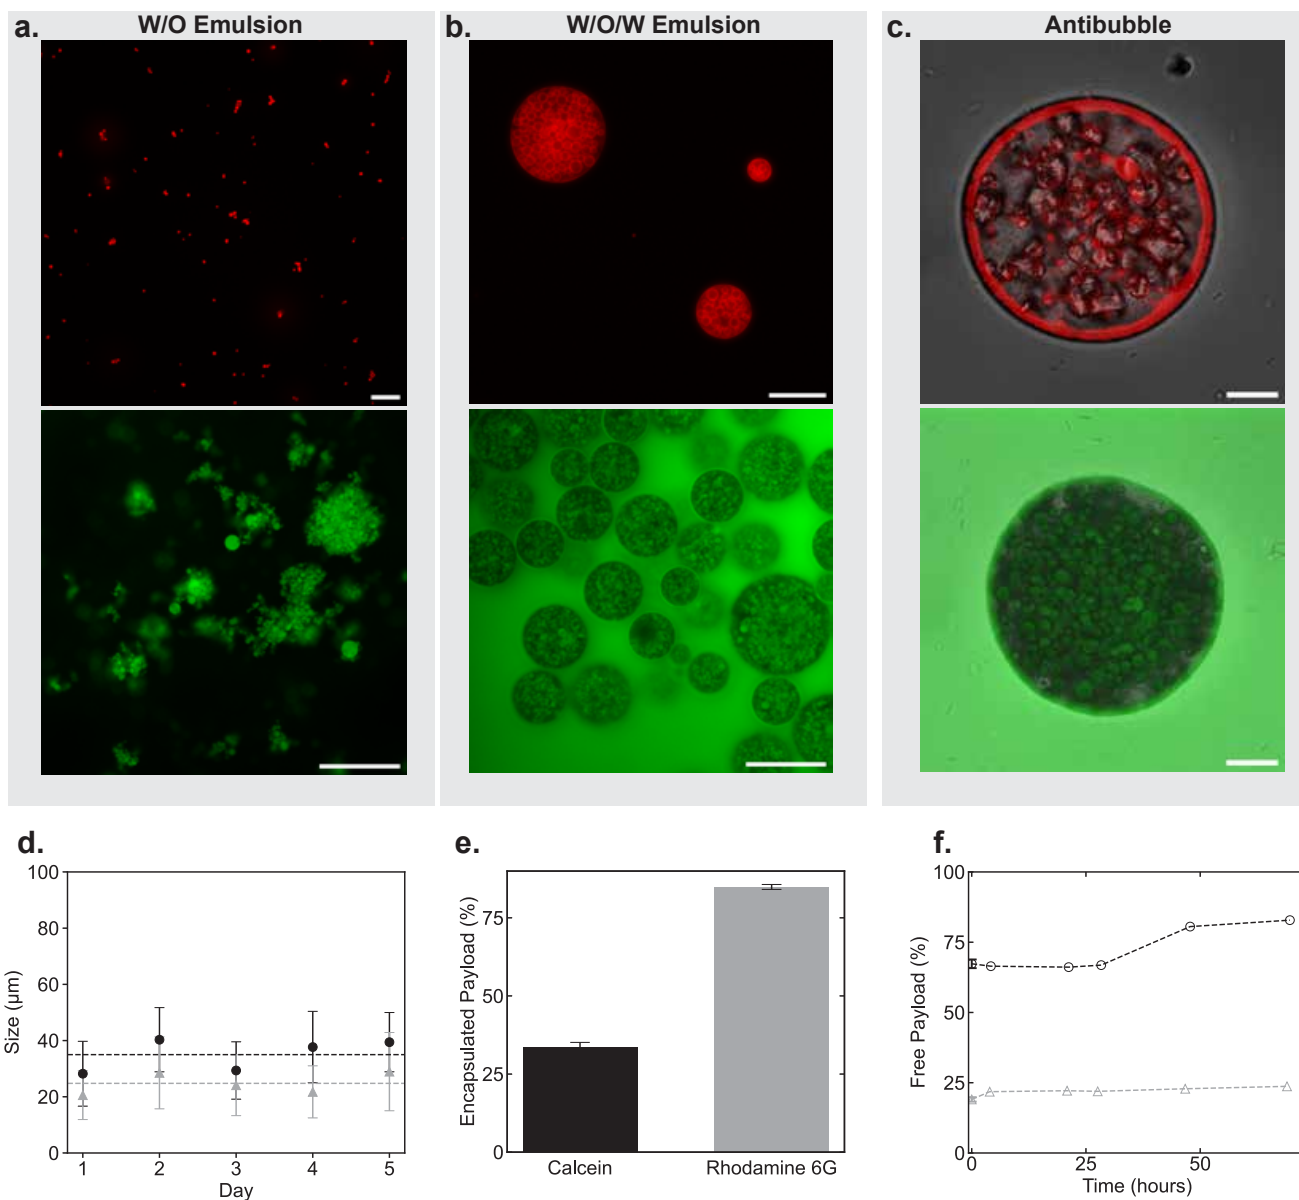 a. W/O Emulsion
b. W/O/W Emulsion
c. Antibubble
d.
100
80
60
40
20
0
Size (μm)
1 2 3 4 5
Day
e.
75
50
25
0
Encapsulated Payload (%)
Calcein Rhodamine 6G
f.
100
75
50
25
0
Free Payload (%)
0 25 50
Time (hours)